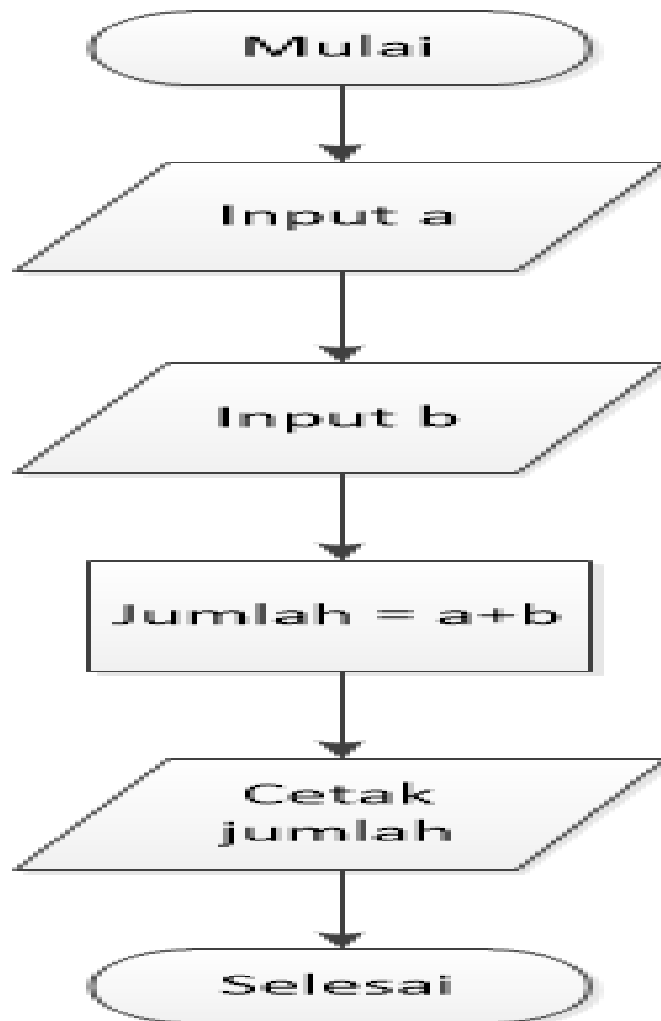 Mulai
Input a
Input b
Jumlah = a+b
Cetak
jumlah
Selesai